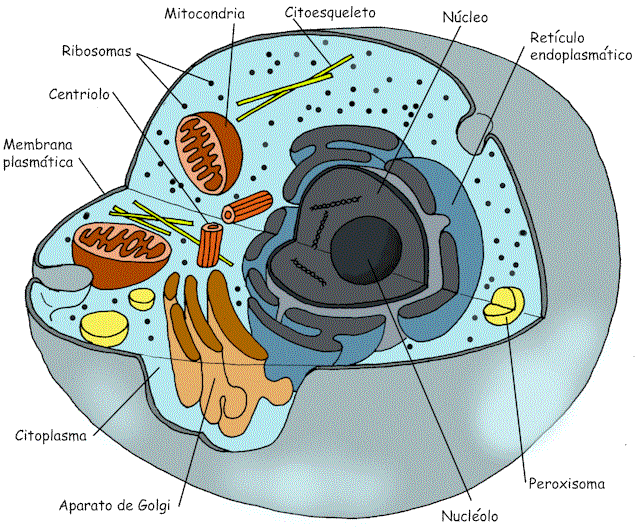 Mitocondria
Citoesqueleto
Núcleo
Retículo
endoplasmático
Ribosomas
Centriolo
Membrana
plasmática
Citoplasma
Aparato de Golgi
Nucléolo
Peroxisoma